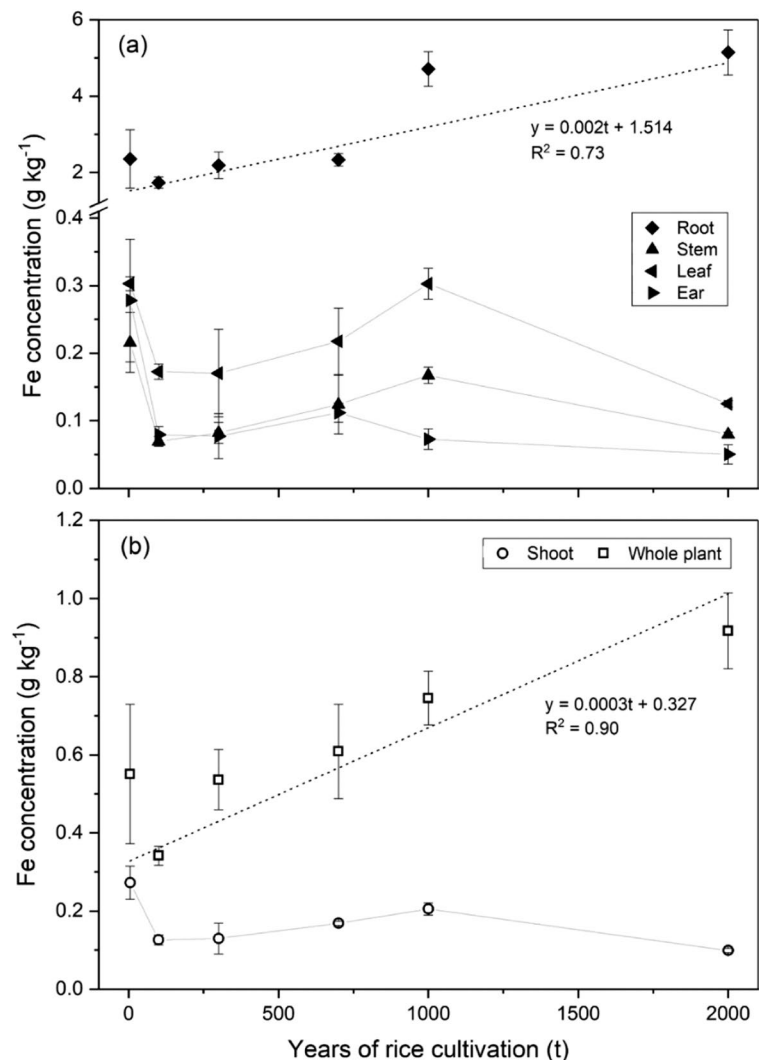 (a)
Fe concentration (g kg⁻¹)
6
4
2
0.4
0.3
0.2
0.1
0.0
y = 0.002t + 1.514
R² = 0.73
Root
Stem
Leaf
Ear
(b)
Shoot Whole plant
Fe concentration (g kg⁻¹)
1.2
1.0
0.8
0.6
0.4
0.2
0.0
y = 0.0003t + 0.327
R² = 0.90
0 500 1000 1500 2000
Years of rice cultivation (t)